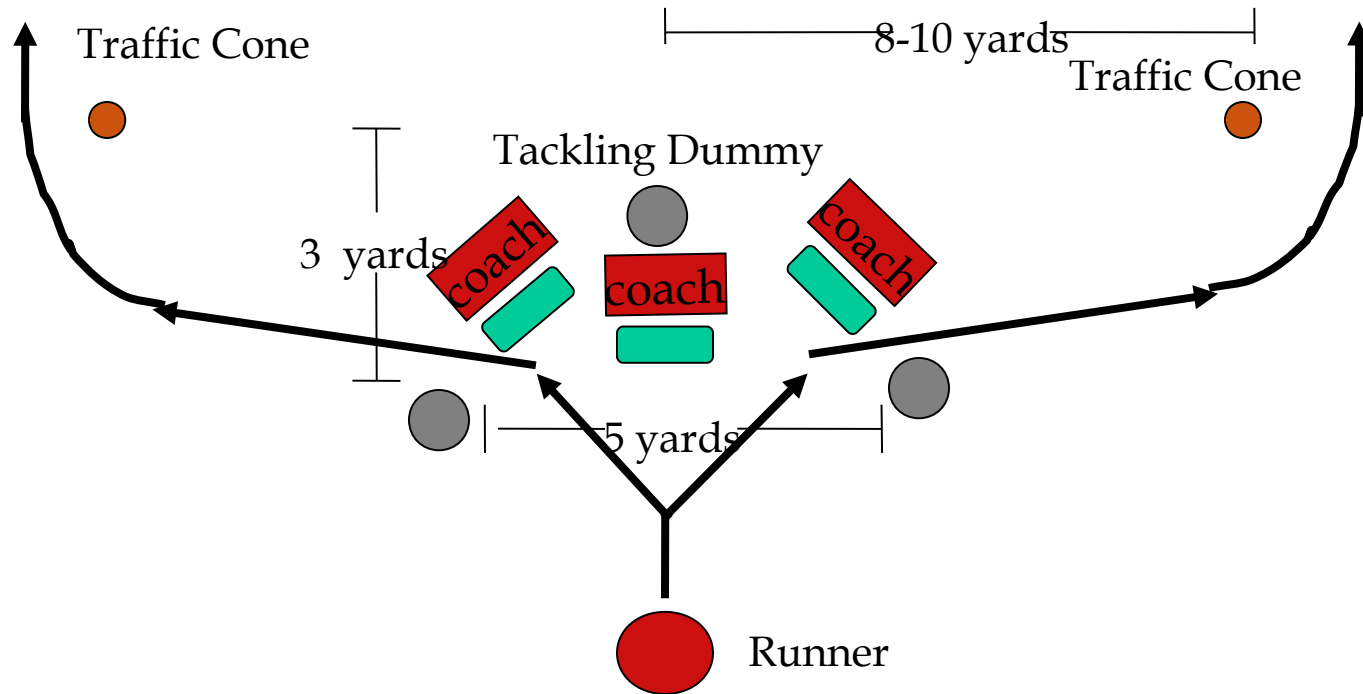 Traffic Cone
8-10 yards
Traffic Cone
Tackling Dummy
coach
coach
coach
3 yards
5 yards
Runner